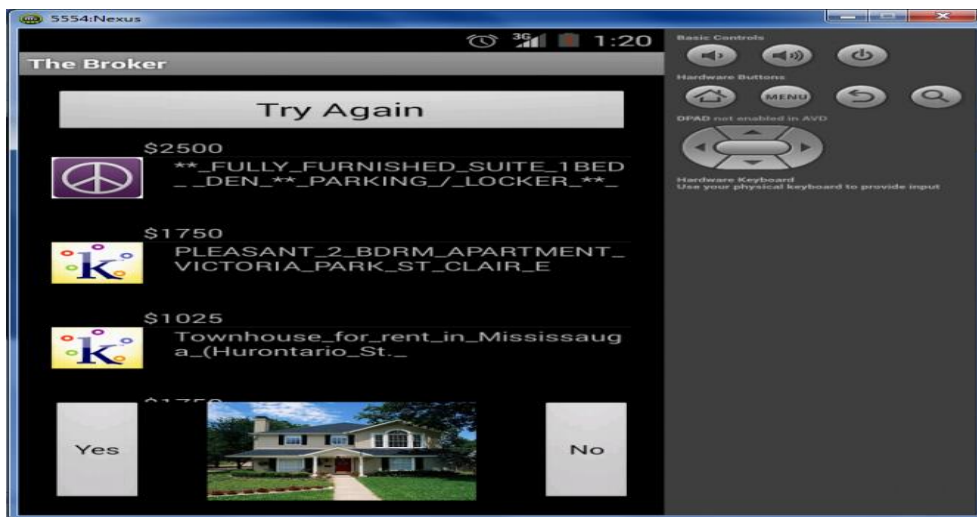 5554:Nexus
3G 1:20
The Broker
Try Again
$2500
**_FULLY_FURNISHED_SUITE_1BED
_ _DEN_**_PARKING_/_LOCKER_**_
$1750
PLEASANT_2_BDRM_APARTMENT_
VICTORIA_PARK_ST_CLAIR_E
k
$1025
Townhouse_for_rent_in_Mississaug
a_(Hurontario_St._
k
$1750
Yes
No
Basic Controls
Hardware Buttons
MENU
DPAD not enabled in AVD
Hardware Keyboard
Use your physical keyboard to provide input